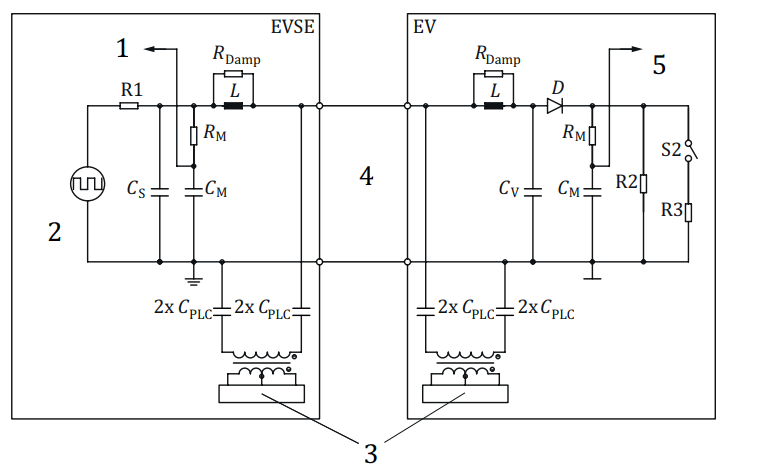 EVSE
EV
1
R_Damp
R_Damp
5
R1
L
L
D
R_M
R_M
S2
C_S
C_M
4
C_V
C_M
R2
R3
2
2x C_PLC
2x C_PLC
2x C_PLC
2x C_PLC
3